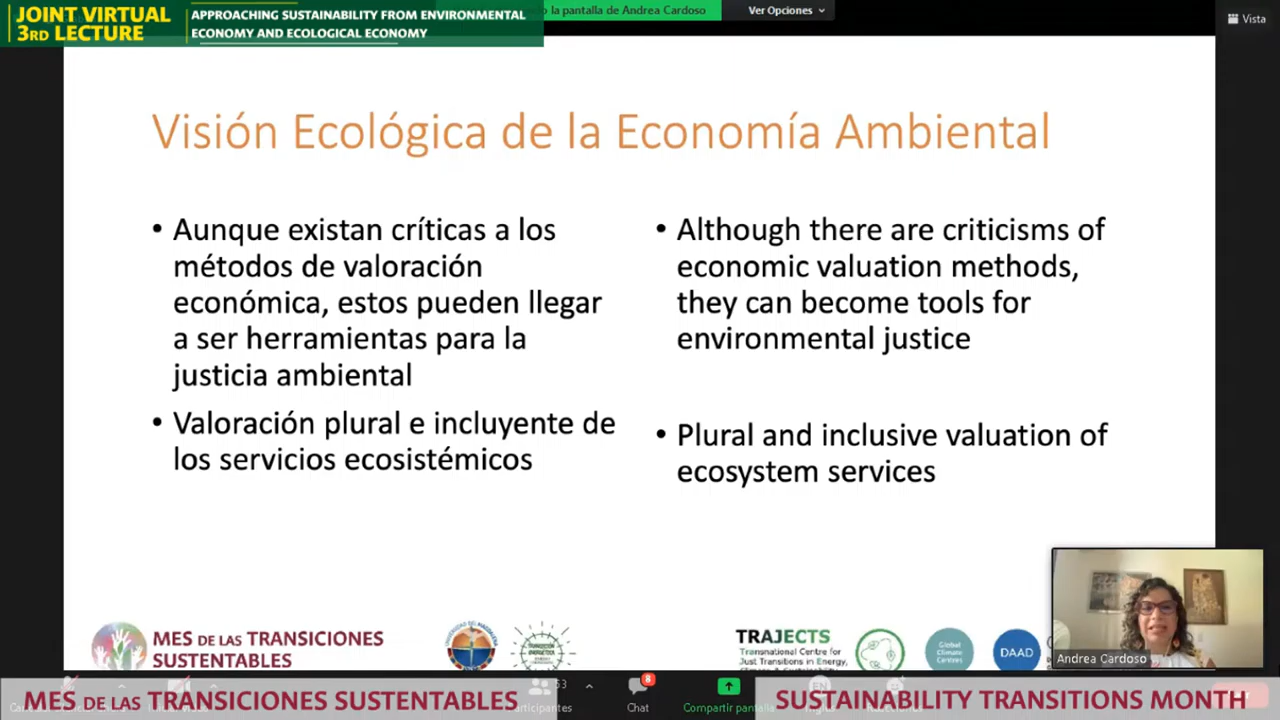 JOINT VIRTUAL
3RD LECTURE
APPROACHING SUSTAINABILITY FROM ENVIRONMENTAL
ECONOMY AND ECOLOGICAL ECONOMY
la pantalla de Andrea Cardoso
Ver Opciones
Vista
Visión Ecológica de la Economía Ambiental
• Aunque existan críticas a los
métodos de valoración
económica, estos pueden llegar
a ser herramientas para la
justicia ambiental
• Valoración plural e incluyente de
los servicios ecosistémicos
• Although there are criticisms of
economic valuation methods,
they can become tools for
environmental justice
• Plural and inclusive valuation of
ecosystem services
MES DE LAS TRANSICIONES
SUSTENTABLES
TRAJECTS
Transnational Centre for
Just Transitions in Energy,
Global
Climate
Centres
DAAD
Andrea Cardoso
53
8
Chat
Compartir pantalla
MES DE LAS TRANSICIONES SUSTENTABLES
SUSTAINABILITY TRANSITIONS MONTH